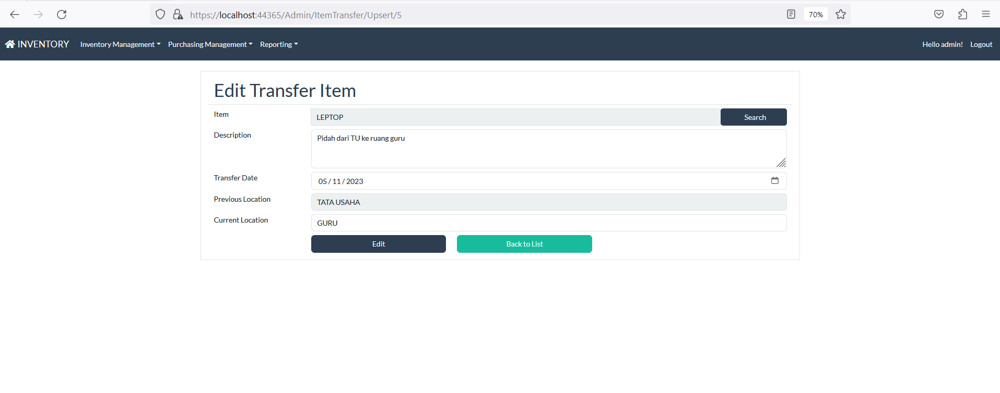 https://localhost:44365/Admin/ItemTransfer/Upsert/5
70%
INVENTORY Inventory Management Purchasing Management Reporting Hello admin! Logout
Edit Transfer Item
Item LEPTOP Search
Description Pidah dari TU ke ruang guru
Transfer Date 05 / 11 / 2023
Previous Location TATA USAHA
Current Location GURU
Edit Back to List